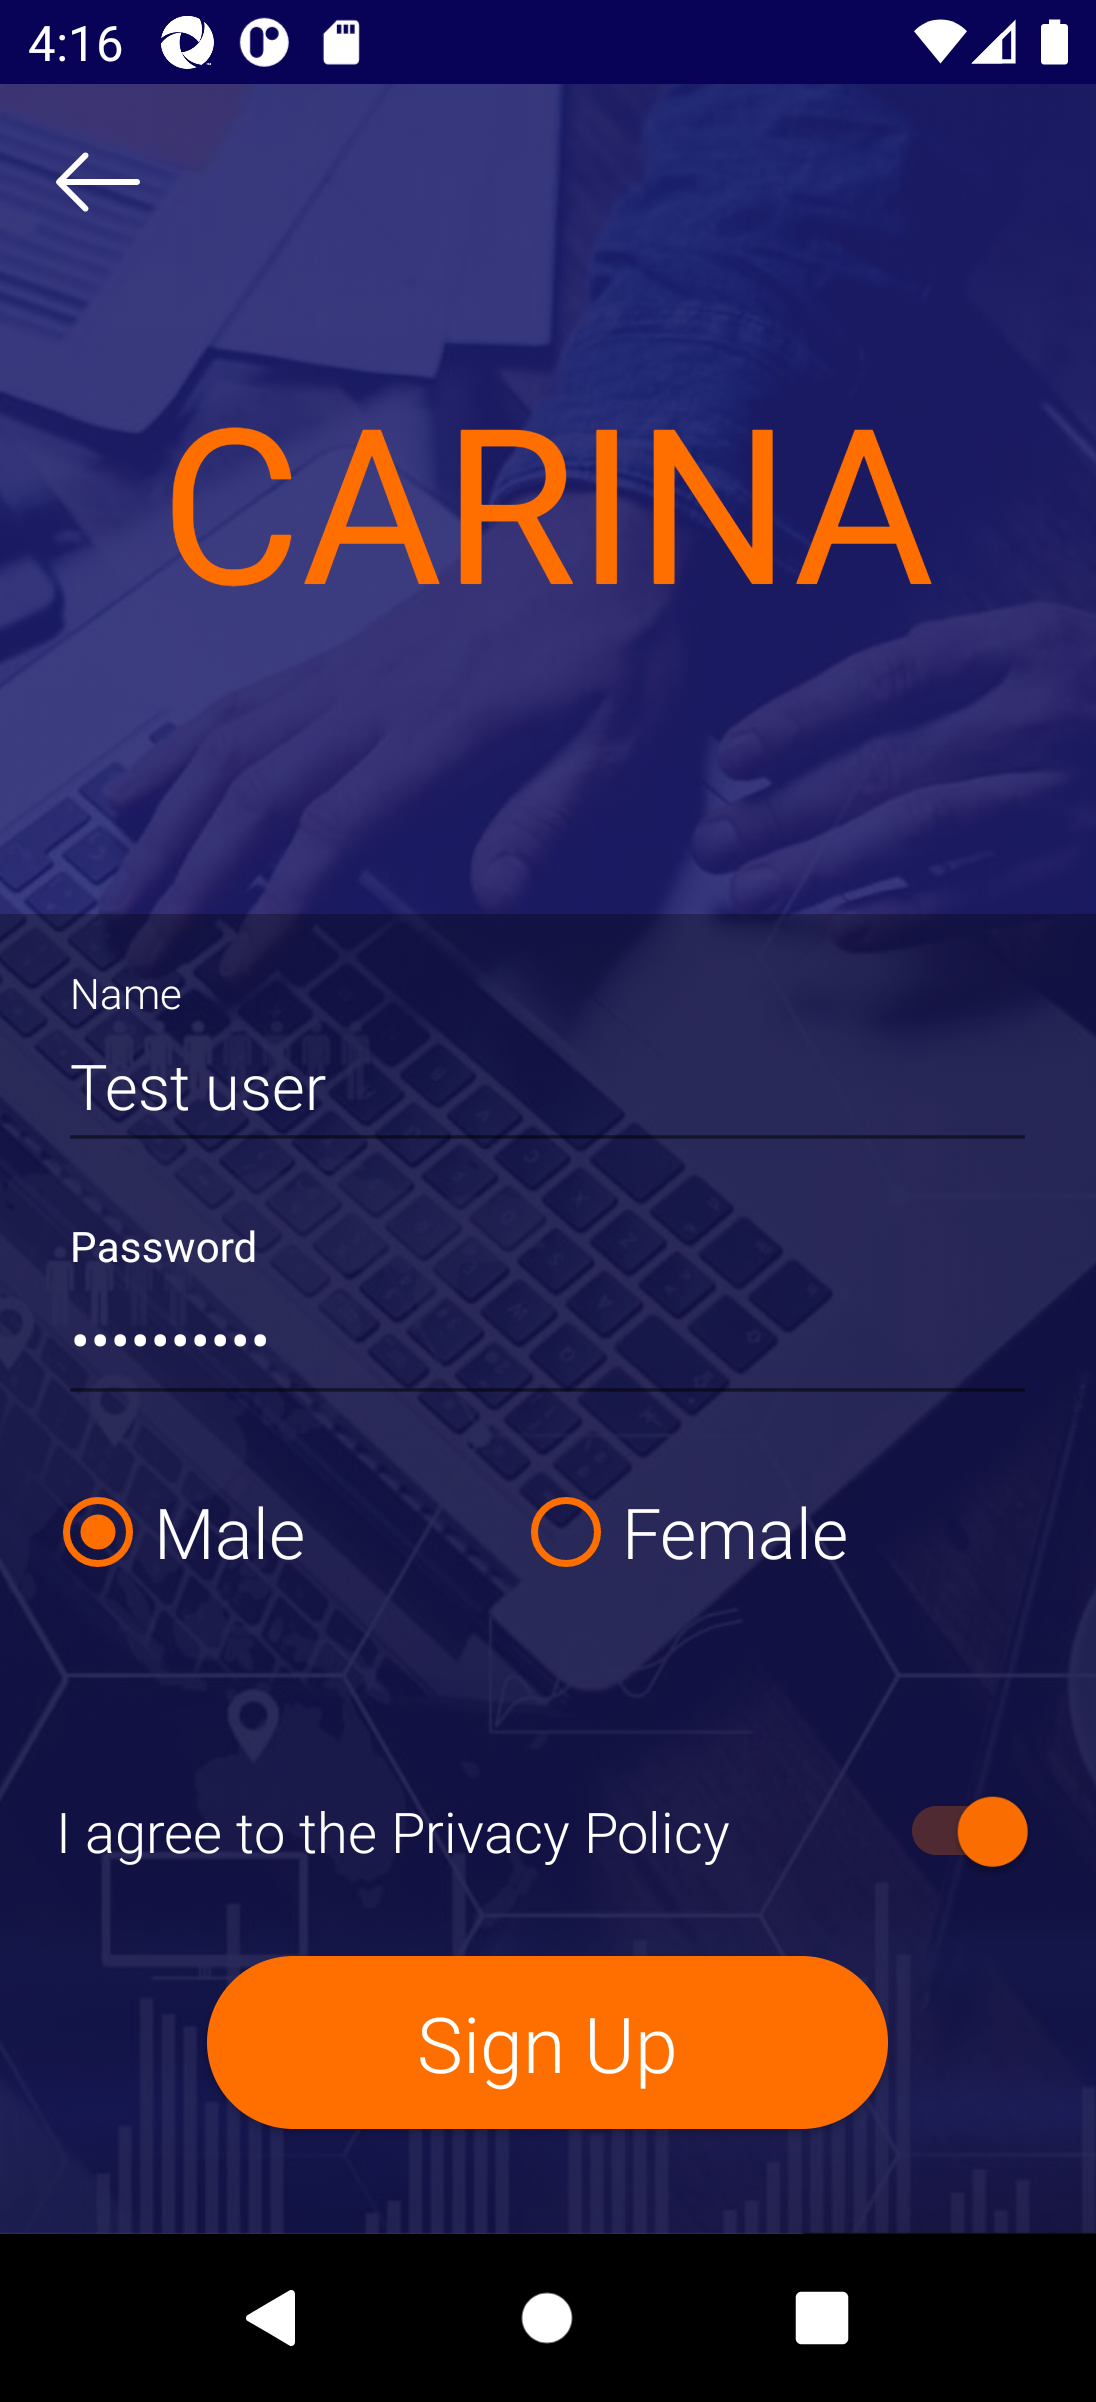 4:16
CARINA
Name
Test user
Password
••••••••••
Male
Female
I agree to the Privacy Policy
Sign Up